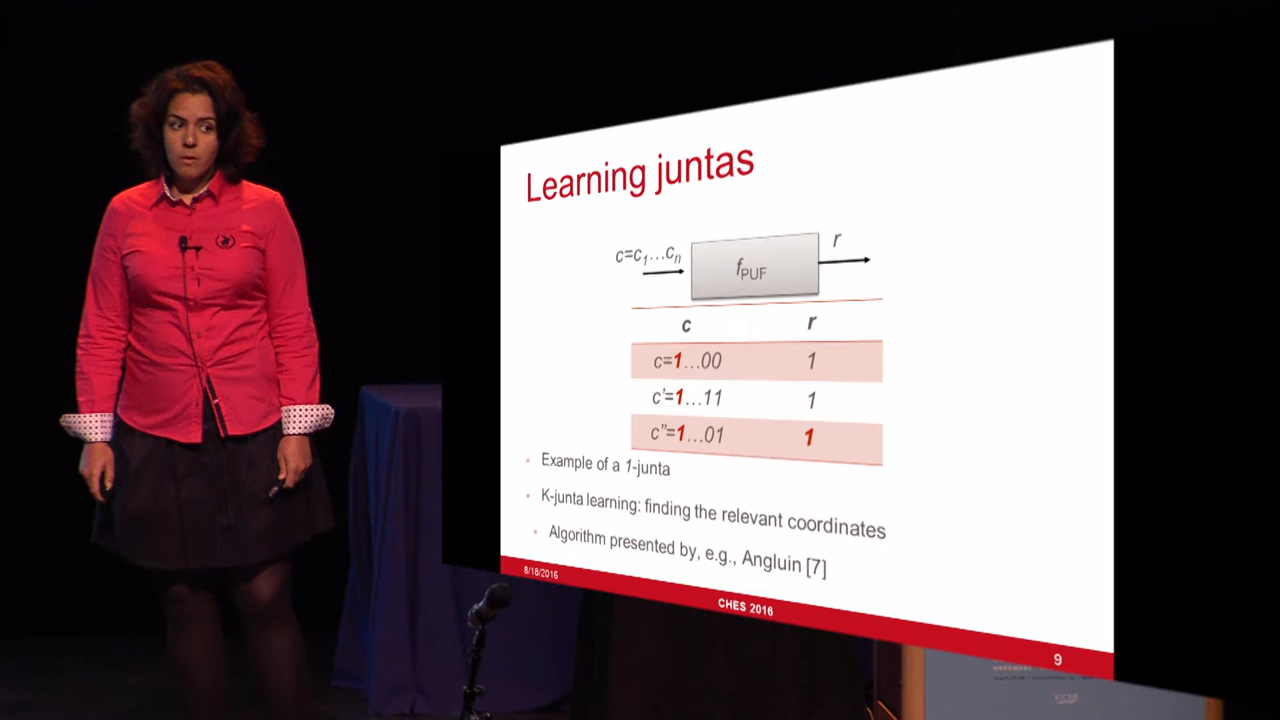 Learning juntas
c=c1...cn
fPUF
r
c r
c=1...00 1
c'=1...11 1
c"=1...01 1
• Example of a 1-junta
• K-junta learning: finding the relevant coordinates
• Algorithm presented by, e.g., Angluin [7]
8/18/2016
CHES 2016
9